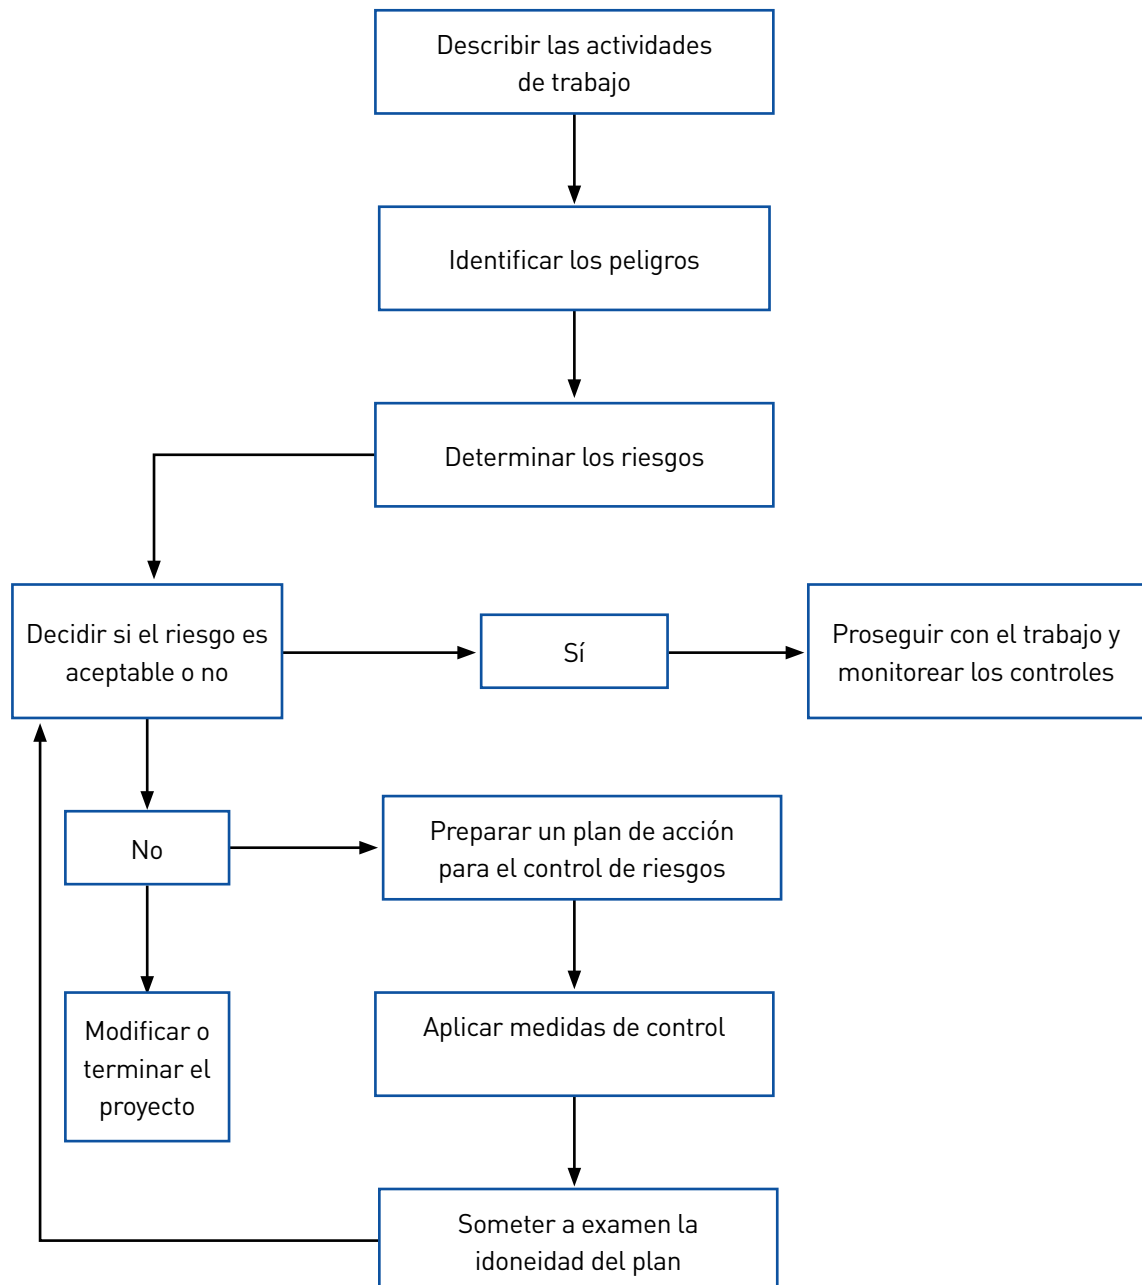 Describir las actividades
de trabajo
Identificar los peligros
Determinar los riesgos
Decidir si el riesgo es
aceptable o no
Sí
Proseguir con el trabajo y
monitorear los controles
No
Preparar un plan de acción
para el control de riesgos
Modificar o
terminar el
proyecto
Aplicar medidas de control
Someter a examen la
idoneidad del plan